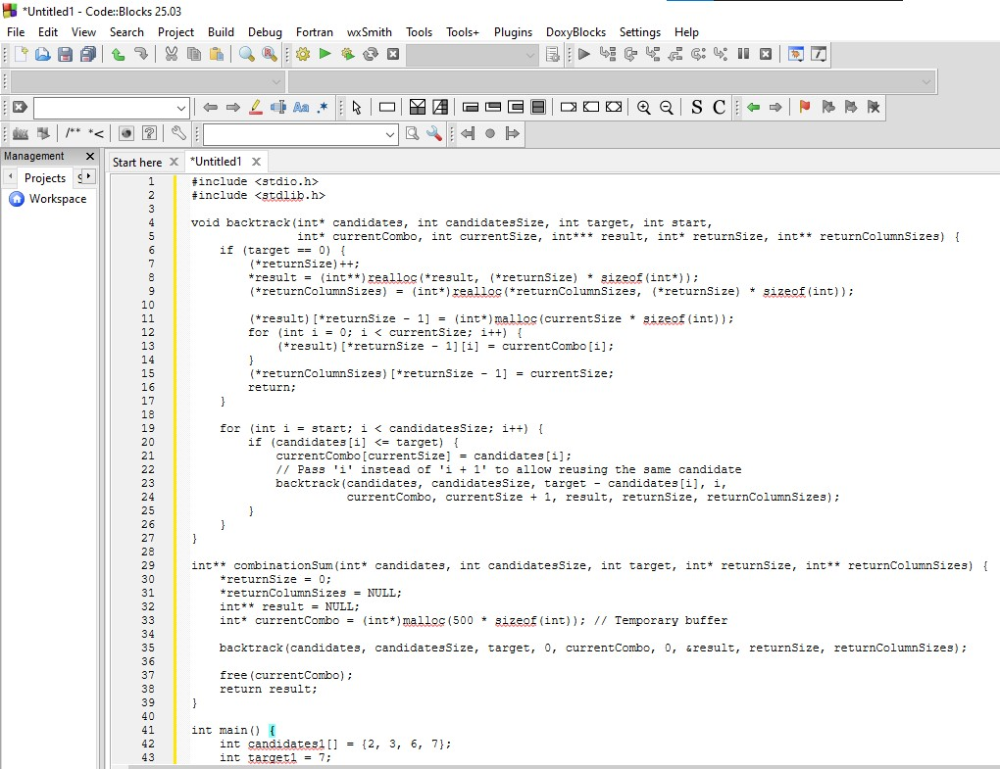 *Untitled1 - Code::Blocks 25.03
File Edit View Search Project Build Debug Fortran wxSmith Tools Tools+ Plugins DoxyBlocks Settings Help
Aa .* S C
/** *<
Management
Start here *Untitled1
Projects
Workspace
1 #include <stdio.h>
2 #include <stdlib.h>
3
4 void backtrack(int* candidates, int candidatesSize, int target, int start,
5 int* currentCombo, int currentSize, int*** result, int* returnSize, int** returnColumnSizes) {
6 if (target == 0) {
7 (*returnSize)++;
8 *result = (int**)realloc(*result, (*returnSize) * sizeof(int*));
9 (*returnColumnSizes) = (int*)realloc(*returnColumnSizes, (*returnSize) * sizeof(int));
10
11 (*result)[*returnSize - 1] = (int*)malloc(currentSize * sizeof(int));
12 for (int i = 0; i < currentSize; i++) {
13 (*result)[*returnSize - 1][i] = currentCombo[i];
14 }
15 (*returnColumnSizes)[*returnSize - 1] = currentSize;
16 return;
17 }
18
19 for (int i = start; i < candidatesSize; i++) {
20 if (candidates[i] <= target) {
21 currentCombo[currentSize] = candidates[i];
22 // Pass 'i' instead of 'i + 1' to allow reusing the same candidate
23 backtrack(candidates, candidatesSize, target - candidates[i], i,
24 currentCombo, currentSize + 1, result, returnSize, returnColumnSizes);
25 }
26 }
27 }
28
29 int** combinationSum(int* candidates, int candidatesSize, int target, int* returnSize, int** returnColumnSizes) {
30 *returnSize = 0;
31 *returnColumnSizes = NULL;
32 int** result = NULL;
33 int* currentCombo = (int*)malloc(500 * sizeof(int)); // Temporary buffer
34
35 backtrack(candidates, candidatesSize, target, 0, currentCombo, 0, &result, returnSize, returnColumnSizes);
36
37 free(currentCombo);
38 return result;
39 }
40
41 int main() {
42 int candidates1[] = {2, 3, 6, 7};
43 int target1 = 7;